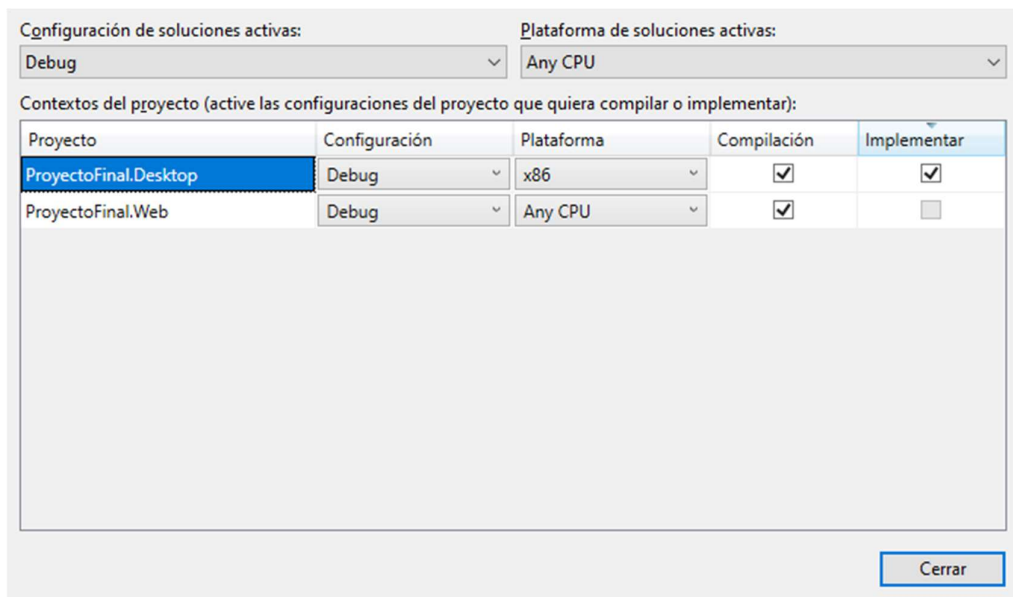 Configuración de soluciones activas:
Plataforma de soluciones activas:
Debug
Any CPU
Contextos del proyecto (active las configuraciones del proyecto que quiera compilar o implementar):
Proyecto Configuración Plataforma Compilación Implementar
ProyectoFinal.Desktop Debug x86
ProyectoFinal.Web Debug Any CPU
Cerrar